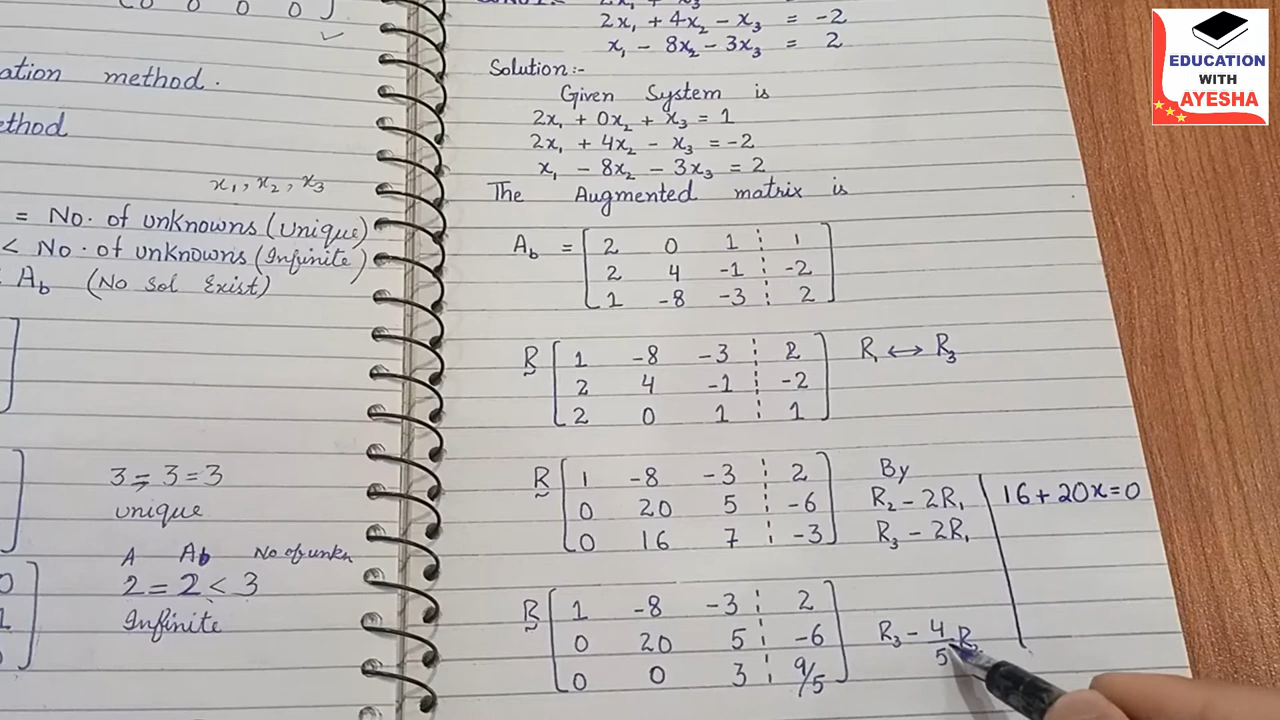 (0 0 0 0 ]
ation method.
ethod
x₁, x₂, x₃
= No. of unknowns (Unique)
< No. of unknowns (Infinite)
A_b (No Sol Exist)
3 = 3 = 3
unique
A Ab No of unkn
2 = 2 < 3
Infinite
2x₁ + 4x₂ - x₃ = -2
x₁ - 8x₂ - 3x₃ = 2
Solution:-
Given System is
2x₁ + 0x₂ + x₃ = 1
2x₁ + 4x₂ - x₃ = -2
x₁ - 8x₂ - 3x₃ = 2
The Augmented matrix is
A_b = [ 2 0 1 ⋮ 1
2 4 -1 ⋮ -2
1 -8 -3 ⋮ 2 ]
R [ 1 -8 -3 ⋮ 2 ] R₁ ↔ R₃
2 4 -1 ⋮ -2
2 0 1 ⋮ 1
R [ 1 -8 -3 ⋮ 2 ] By
0 20 5 ⋮ -6 R₂ - 2R₁
0 16 7 ⋮ -3 R₃ - 2R₁
16 + 20x = 0
R [ 1 -8 -3 ⋮ 2 ]
0 20 5 ⋮ -6 R₃ - 4/5 R
0 0 3 ⋮ 9/5
EDUCATION
WITH
AYESHA